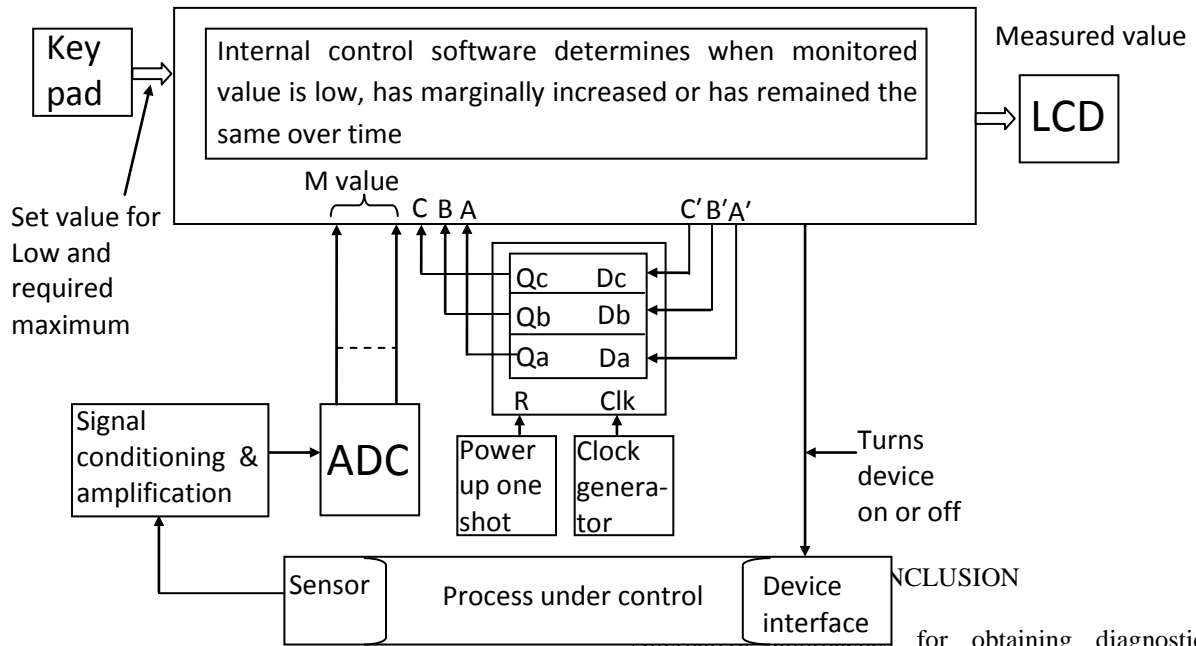 Key
pad
Internal control software determines when monitored
value is low, has marginally increased or has remained the
same over time
Measured value
LCD
M value
C B A
C' B' A'
Set value for
Low and
required
maximum
Qc Dc
Qb Db
Qa Da
R Clk
Signal
conditioning &
amplification
ADC
Power
up one
shot
Clock
genera-
tor
Turns
device
on or off
Sensor
Process under control
Device
interface
NCLUSION
for obtaining diagnostic